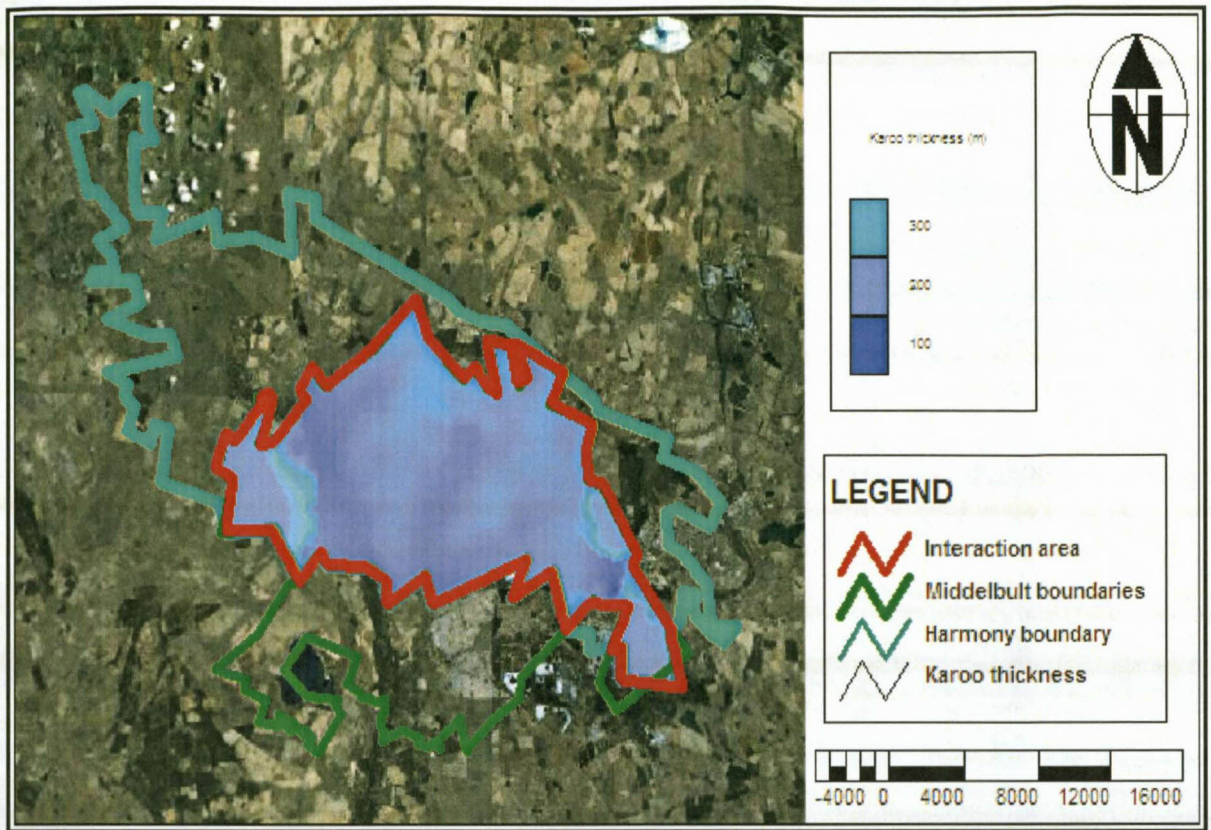 N
Karoo thickness (m)
300
200
100
LEGEND
Interaction area
Middelbult boundaries
Harmony boundary
Karoo thickness
-4000 0 4000 8000 12000 16000